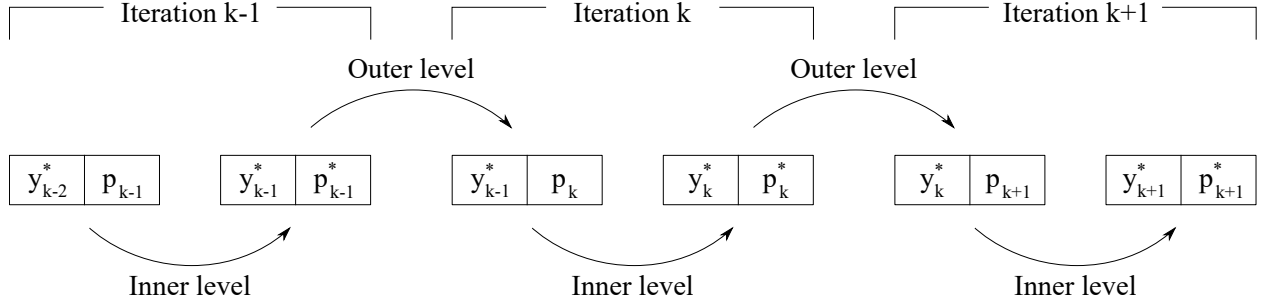 Iteration k-1 Iteration k Iteration k+1
Outer level Outer level
y*k-2 pk-1 y*k-1 p*k-1 y*k-1 pk y*k p*k y*k pk+1 y*k+1 p*k+1
Inner level Inner level Inner level